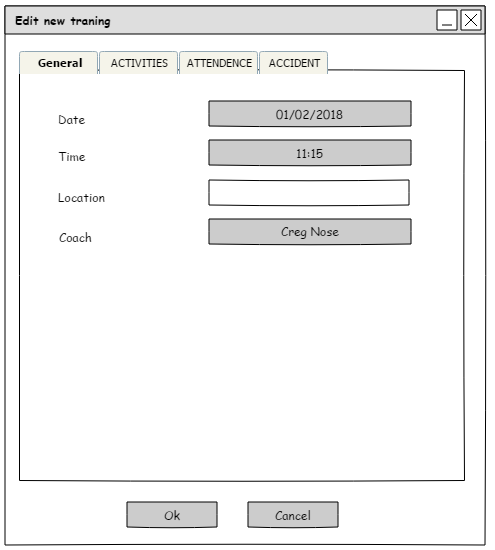 Edit new traning
General ACTIVITIES ATTENDENCE ACCIDENT
Date 01/02/2018
Time 11:15
Location
Coach Creg Nose
Ok Cancel